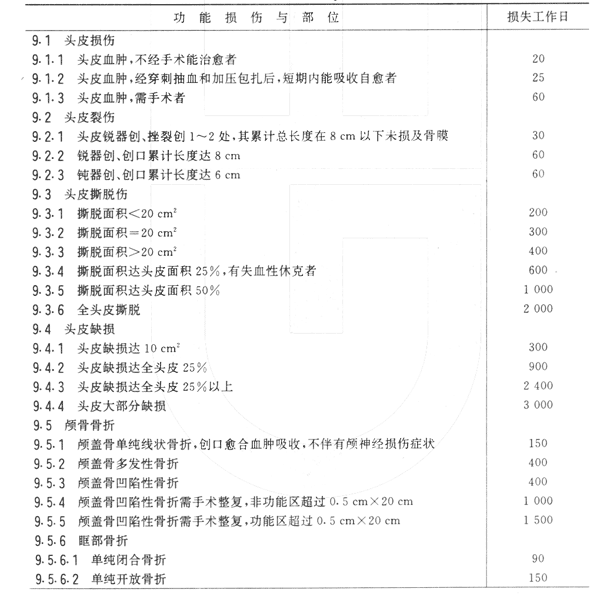 功能损伤与部位 损失工作日
9.1 头皮损伤
9.1.1 头皮血肿,不经手术能治愈者 20
9.1.2 头皮血肿,经穿刺抽血和加压包扎后,短期内能吸收自愈者 25
9.1.3 头皮血肿,需手术者 60
9.2 头皮裂伤
9.2.1 头皮锐器创、挫裂创1~2处,其累计总长度在8 cm以下未损及骨膜 30
9.2.2 锐器创、创口累计长度达8 cm 60
9.2.3 钝器创、创口累计长度达6 cm 60
9.3 头皮撕脱伤
9.3.1 撕脱面积<20 cm² 200
9.3.2 撕脱面积=20 cm² 300
9.3.3 撕脱面积>20 cm² 400
9.3.4 撕脱面积达头皮面积25%,有失血性休克者 600
9.3.5 撕脱面积达头皮面积50% 1 000
9.3.6 全头皮撕脱 2 000
9.4 头皮缺损
9.4.1 头皮缺损达10 cm² 300
9.4.2 头皮缺损达全头皮25% 900
9.4.3 头皮缺损达全头皮25%以上 2 400
9.4.4 头皮大部分缺损 3 000
9.5 颅骨骨折
9.5.1 颅盖骨单纯线状骨折,创口愈合血肿吸收,不伴有颅神经损伤症状 150
9.5.2 颅盖骨多发性骨折 400
9.5.3 颅盖骨凹陷性骨折 400
9.5.4 颅盖骨凹陷性骨折需手术整复,非功能区超过0.5 cm×20 cm 1 000
9.5.5 颅盖骨凹陷性骨折需手术整复,功能区超过0.5 cm×20 cm 1 500
9.5.6 眶部骨折
9.5.6.1 单纯闭合骨折 90
9.5.6.2 单纯开放骨折 150